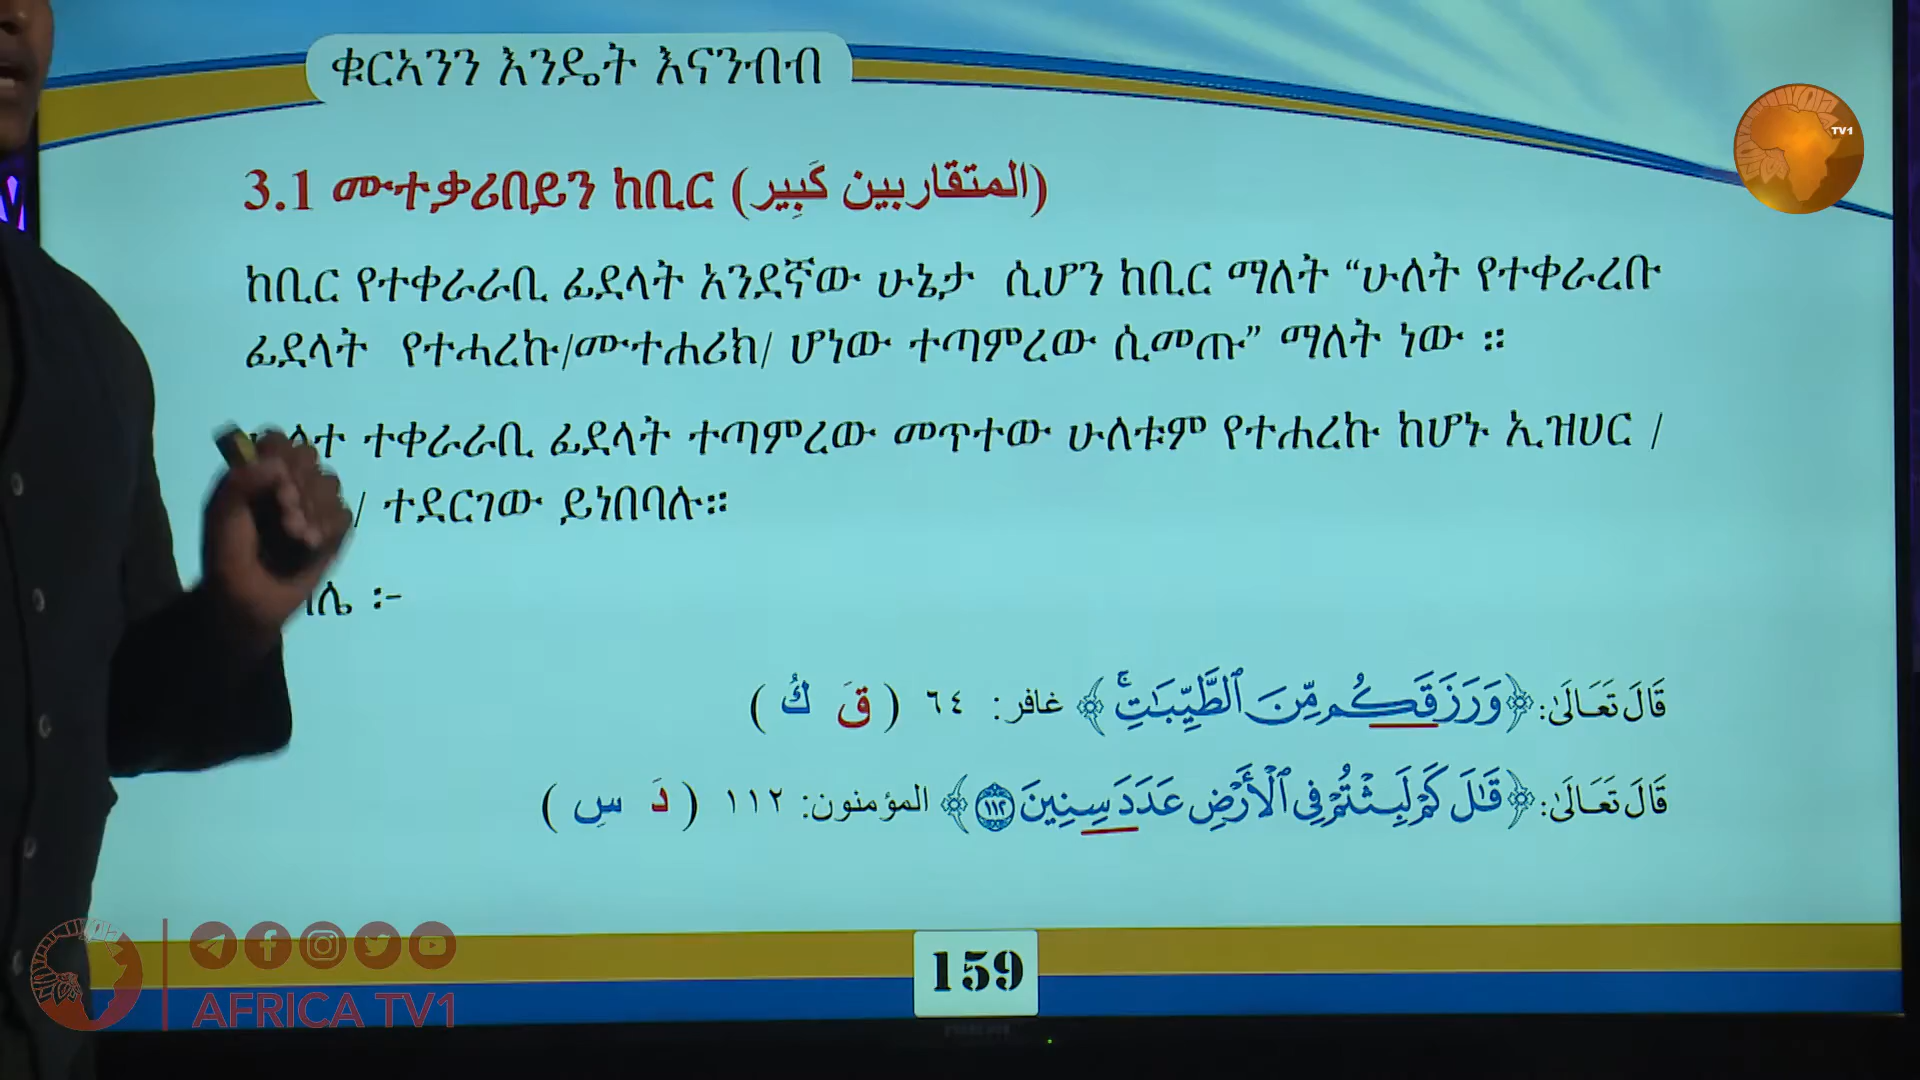 ቁርኣንን እንዴት እናንብብ
TV1
3.1 ሙተቃሪበይን ከቢር (المتقاربين كَبِير)
ከቢር የተቀራራቢ ፊደላት አንደኛው ሁኔታ ሲሆን ከቢር ማለት “ሁለት የተቀራረቡ
ፊደላት የተሓረኩ/ሙተሐሪክ/ ሆነው ተጣምረው ሲመጡ” ማለት ነው ።
ተቀራራቢ ፊደላት ተጣምረው መጥተው ሁለቱም የተሐረኩ ከሆኑ ኢዝሀር /
/ ተደርገው ይነበባሉ።
፡-
قَالَ تَعَالَىٰ: ﴿وَرَزَقَكُم مِّنَ ٱلطَّيِّبَٰتِۚ﴾ غافر: ٦٤ ( قَ كُ )
قَالَ تَعَالَىٰ: ﴿قَٰلَ كَمْ لَبِثْتُمْ فِي ٱلْأَرْضِ عَدَدَ سِنِينَ ١١٢﴾ المؤمنون: ١١٢ ( دَ سِ )
159
AFRICA TV1